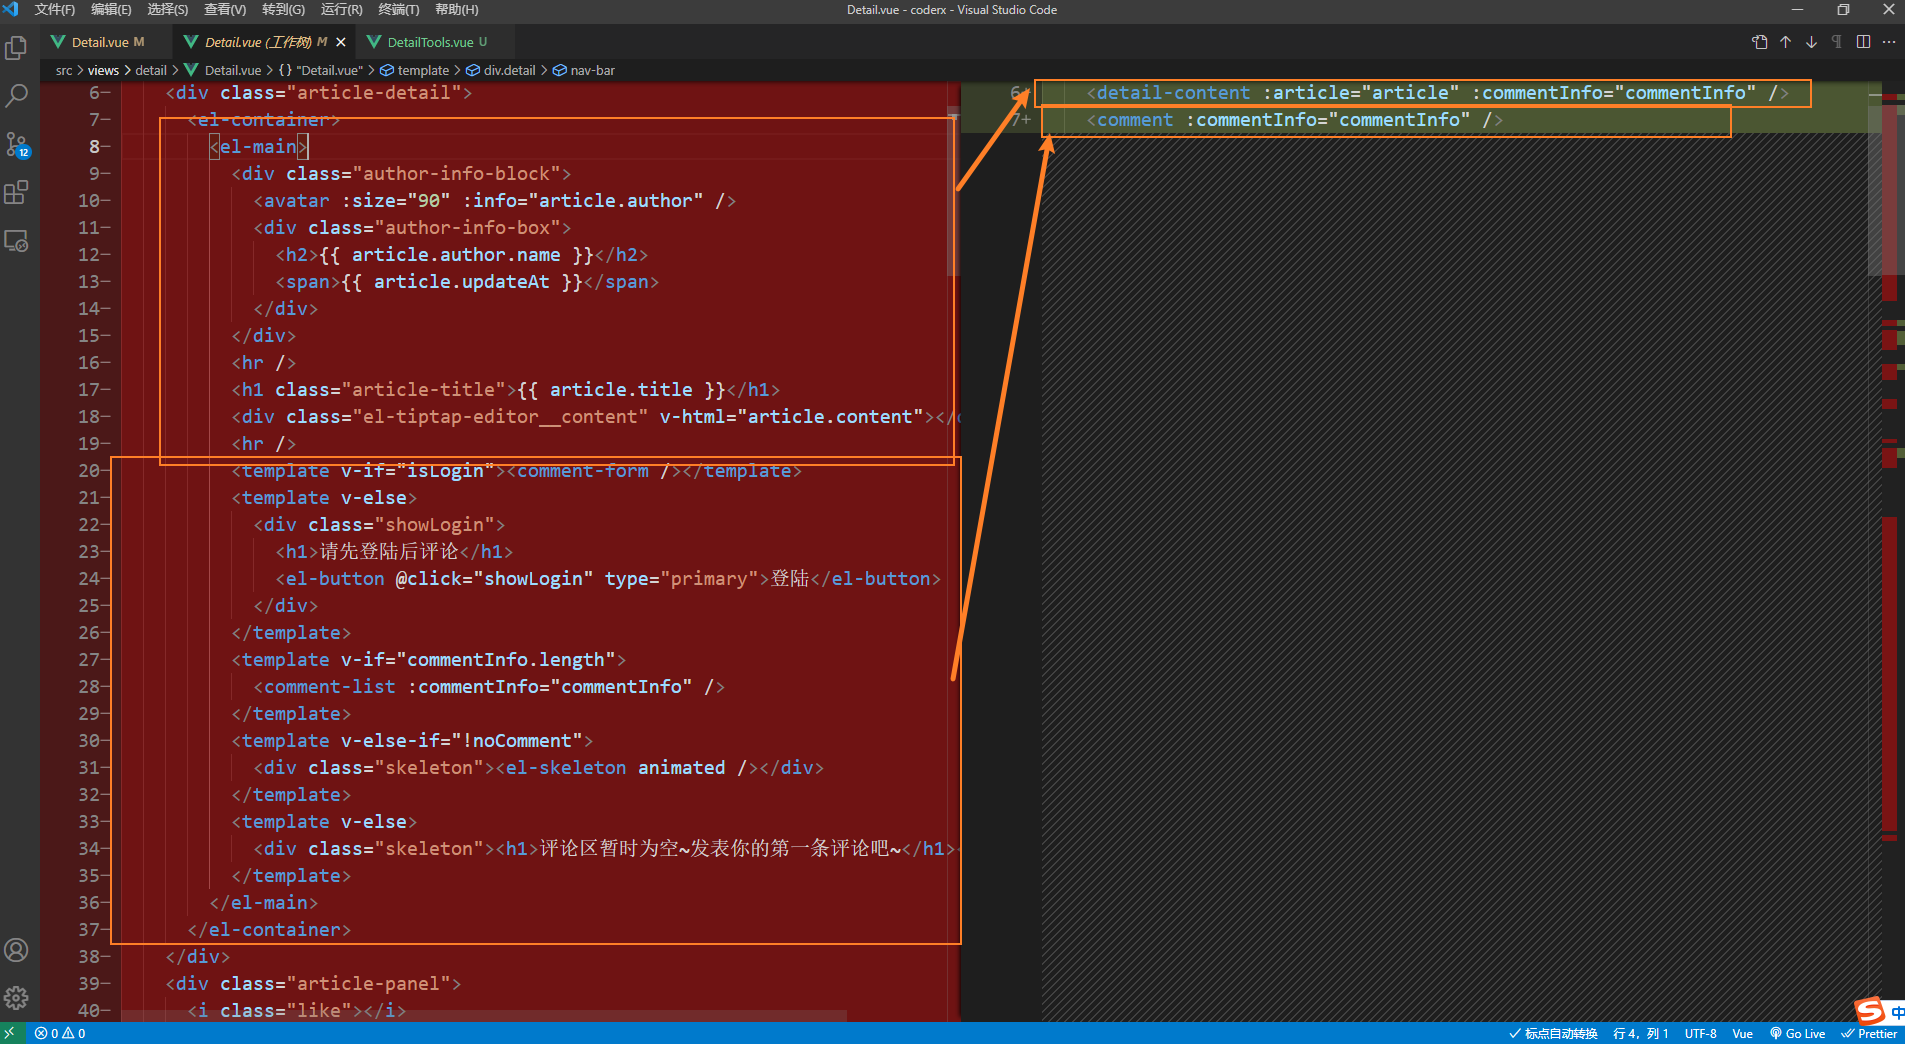 文件(F) 编辑(E) 选择(S) 查看(V) 转到(G) 运行(R) 终端(T) 帮助(H) Detail.vue - coderx - Visual Studio Code
Detail.vue M Detail.vue (工作树) M DetailTools.vue U
src > views > detail > Detail.vue > {} "Detail.vue" > template > div.detail > nav-bar
6− <div class="article-detail">
7− <el-container>
8− <el-main>
9− <div class="author-info-block">
10− <avatar :size="90" :info="article.author" />
11− <div class="author-info-box">
12− <h2>{{ article.author.name }}</h2>
13− <span>{{ article.updateAt }}</span>
14− </div>
15− </div>
16− <hr />
17− <h1 class="article-title">{{ article.title }}</h1>
18− <div class="el-tiptap-editor__content" v-html="article.content"></
19− <hr />
20− <template v-if="isLogin"><comment-form /></template>
21− <template v-else>
22− <div class="showLogin">
23− <h1>请先登陆后评论</h1>
24− <el-button @click="showLogin" type="primary">登陆</el-button>
25− </div>
26− </template>
27− <template v-if="commentInfo.length">
28− <comment-list :commentInfo="commentInfo" />
29− </template>
30− <template v-else-if="!noComment">
31− <div class="skeleton"><el-skeleton animated /></div>
32− </template>
33− <template v-else>
34− <div class="skeleton"><h1>评论区暂时为空~发表你的第一条评论吧~</h1><
35− </template>
36− </el-main>
37− </el-container>
38− </div>
39− <div class="article-panel">
40− <i class="like"></i>
6+ <detail-content :article="article" :commentInfo="commentInfo" />
7+ <comment :commentInfo="commentInfo" />
12
0 0 标点自动转换 行 4，列 1 UTF-8 Vue Go Live Prettier
S 中